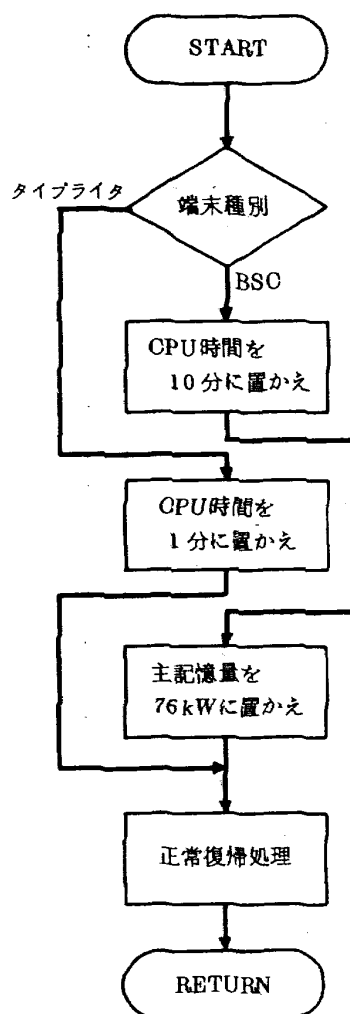 START
タイプライタ
端末種別
BSC
CPU時間を
10分に置かえ
CPU時間を
1分に置かえ
主記憶量を
76kWに置かえ
正常復帰処理
RETURN